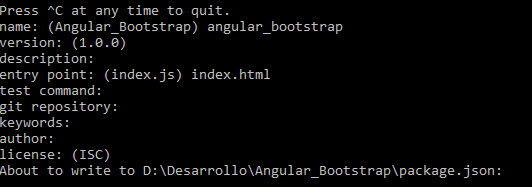 Press ^C at any time to quit.
name: (Angular_Bootstrap) angular_bootstrap
version: (1.0.0)
description:
entry point: (index.js) index.html
test command:
git repository:
keywords:
author:
license: (ISC)
About to write to D:\Desarrollo\Angular_Bootstrap\package.json: